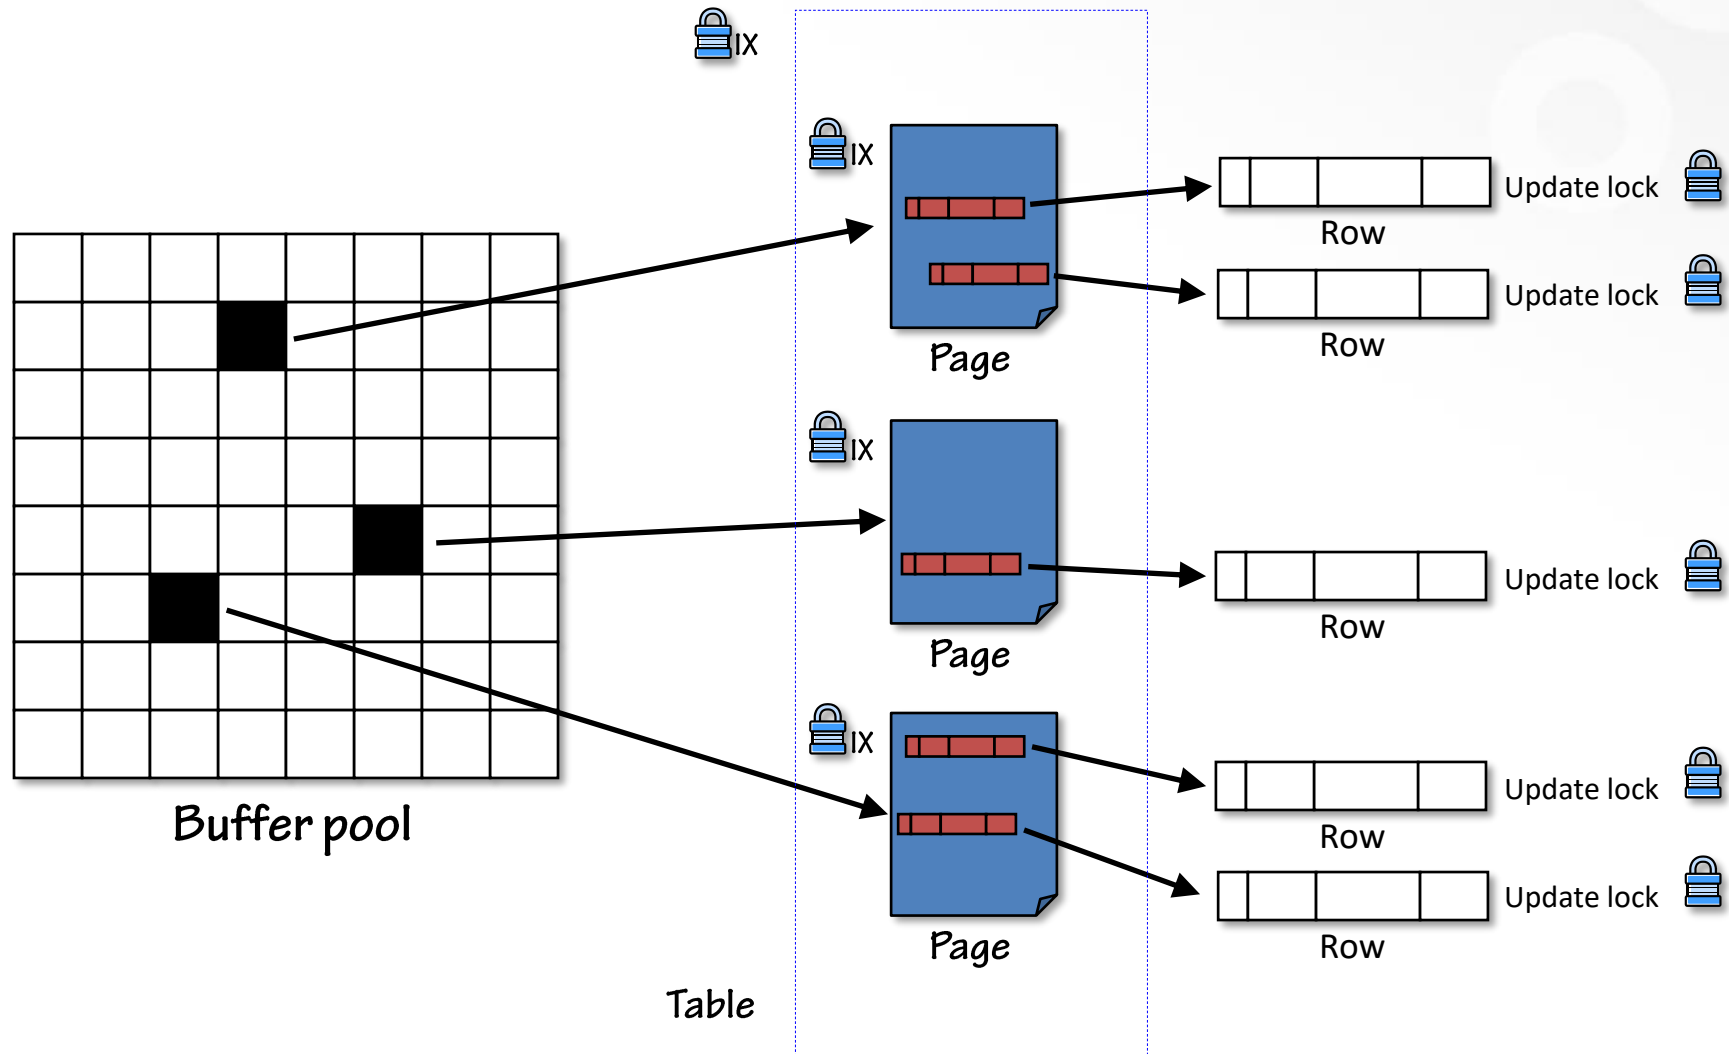 IX
IX
Update lock
Row
Update lock
Row
Page
IX
Update lock
Row
Page
IX
Update lock
Row
Update lock
Row
Page
Buffer pool
Table